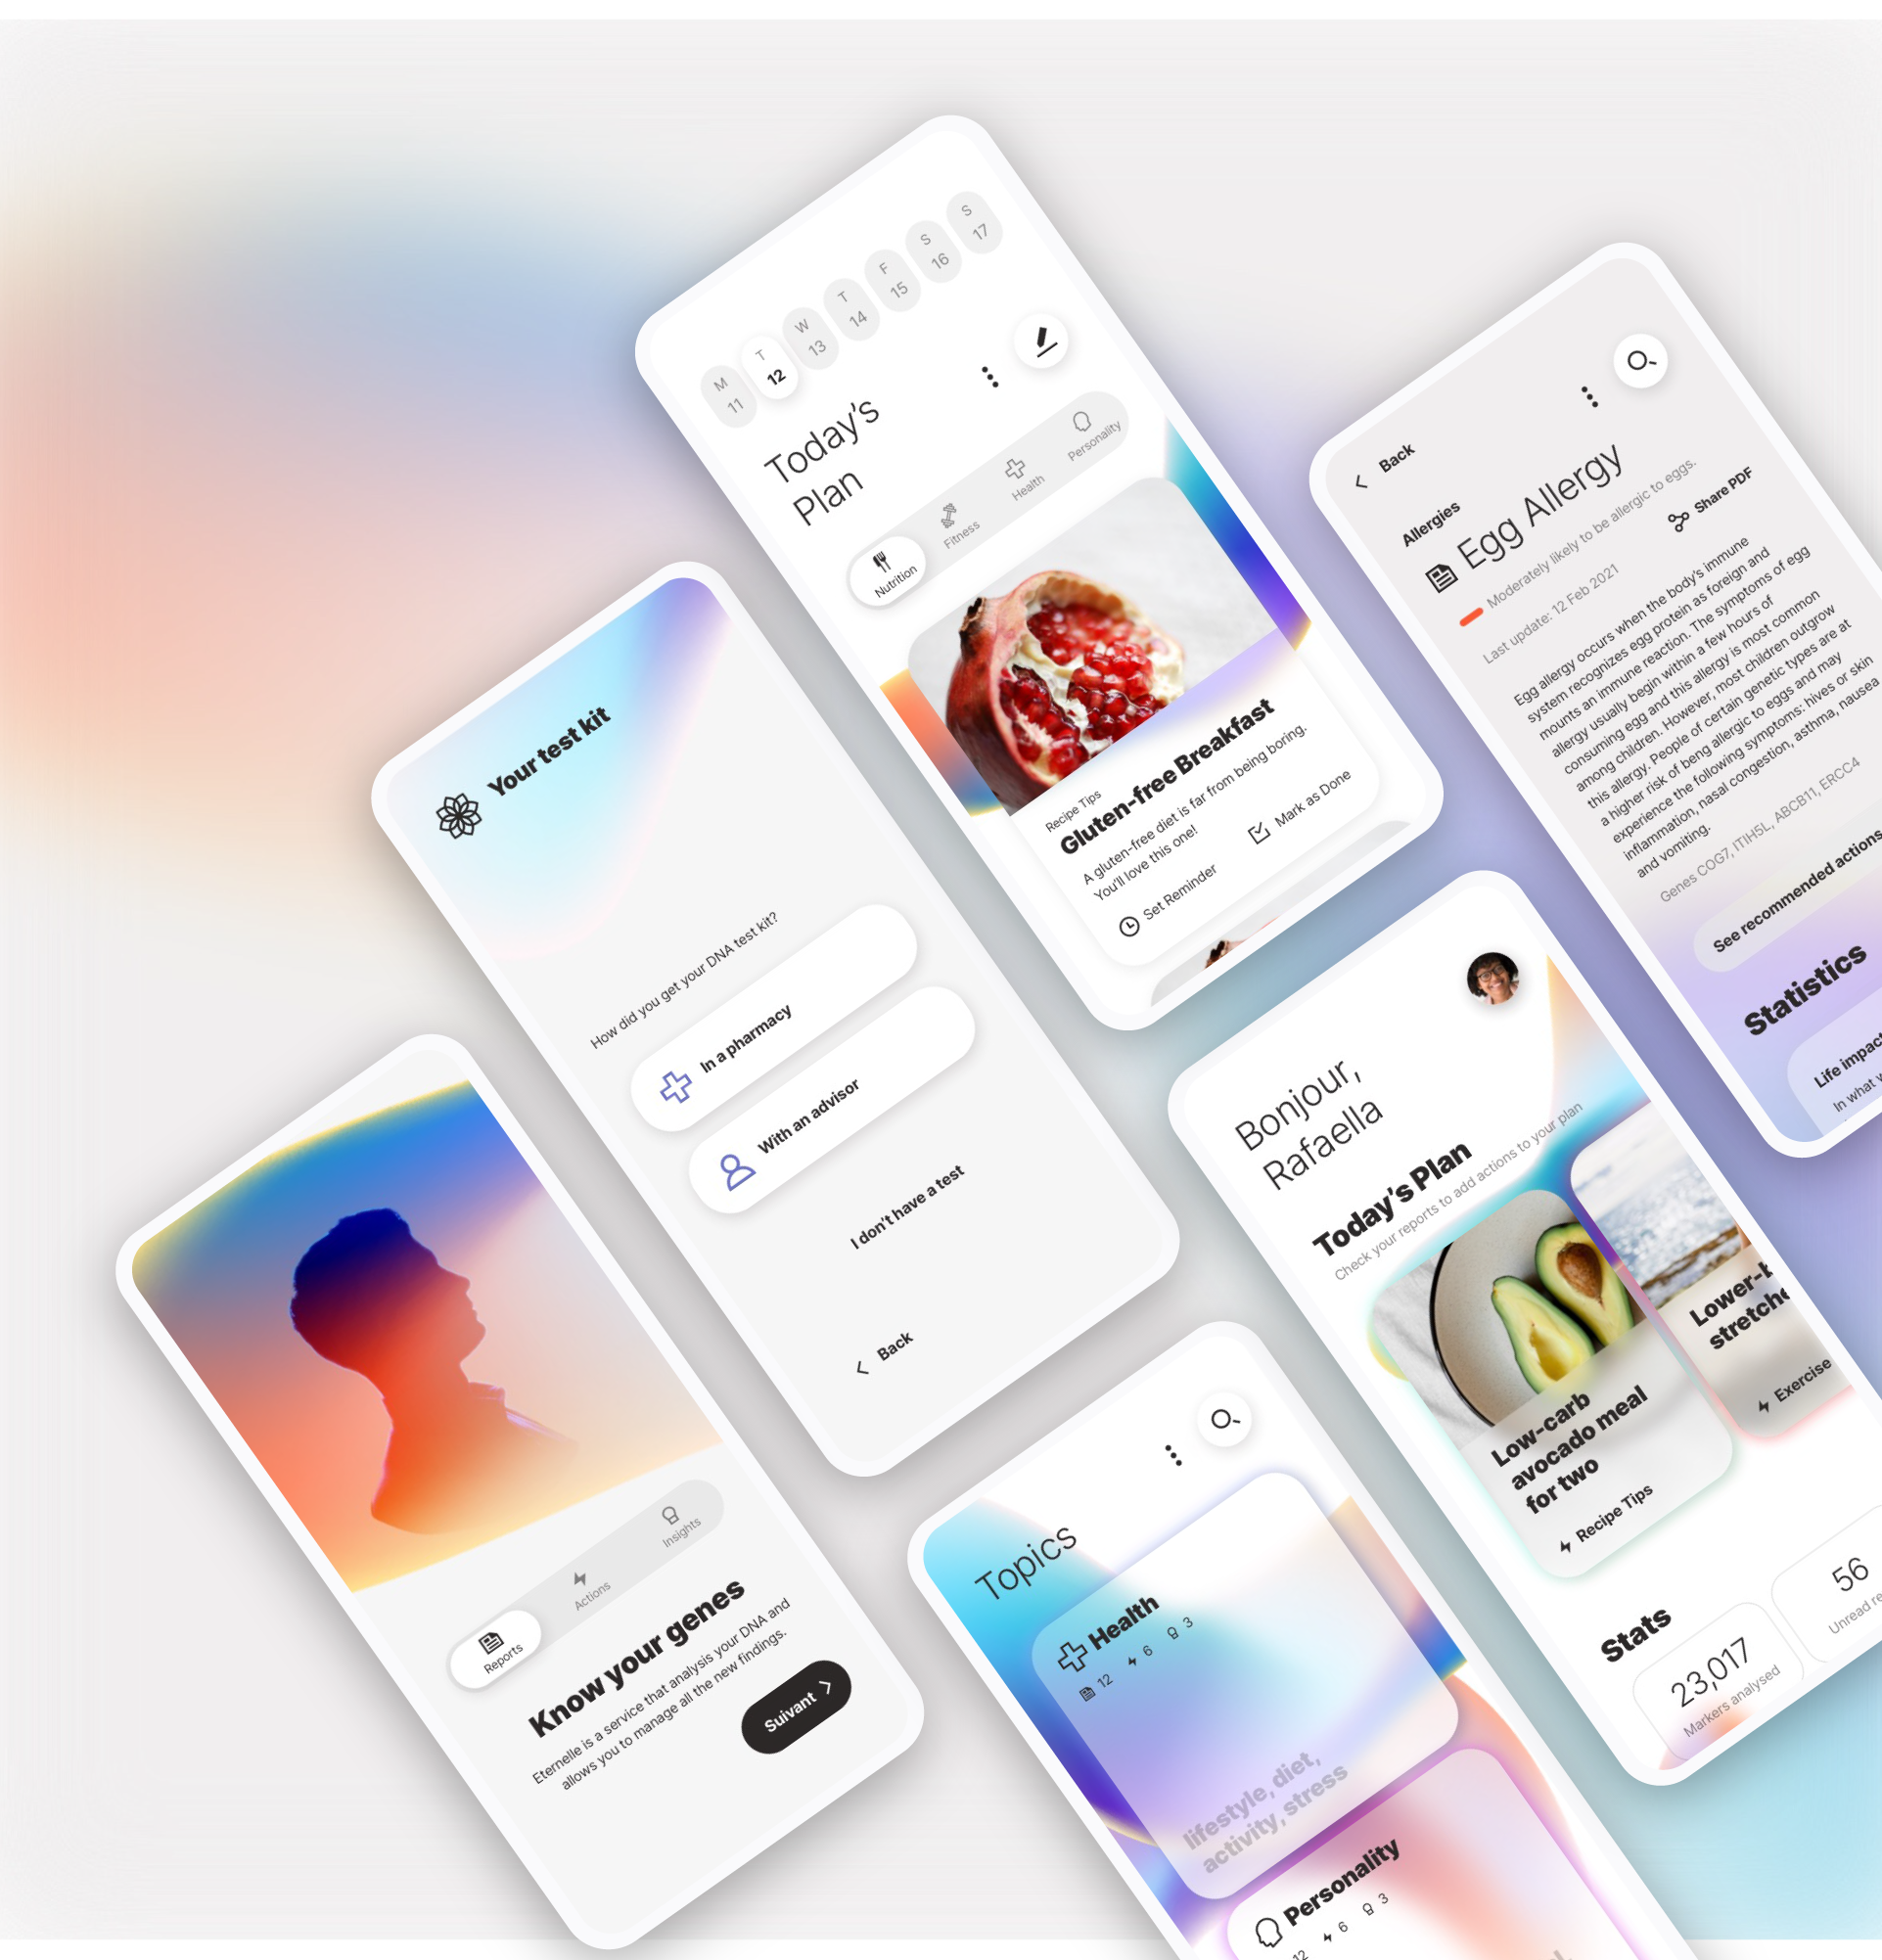 M
11
T
12
W
13
T
14
F
15
S
16
S
17
Today's
Plan
Nutrition
Fitness
Health
Personality
Recipe Tips
Gluten-free Breakfast
A gluten-free diet is far from being boring.
You'll love this one!
Set Reminder
Mark as Done
Back
Allergies
Egg Allergy
Moderately likely to be allergic to eggs.
Share PDF
Last update: 12 Feb 2021
Egg allergy occurs when the body's immune
system recognizes egg protein as foreign and
mounts an immune reaction. The symptoms of egg
allergy usually begin within a few hours of
consuming egg and this allergy is most common
among children. However, most children outgrow
this allergy. People of certain genetic types are at
a higher risk of beng allergic to eggs and may
experience the following symptoms: hives or skin
inflammation, nasal congestion, asthma, nausea
and vomiting.
Genes COG7, ITIH5L, ABCB11, ERCC4
See recommended actions
Statistics
Life impact
In what
Your test kit
How did you get your DNA test kit?
In a pharmacy
With an advisor
I don't have a test
Back
Bonjour,
Rafaella
Today's Plan
Check your reports to add actions to your plan
Low-carb
avocado meal
for two
Recipe Tips
Lower-
stretche
Exercise
Stats
23,017
Markers analysed
56
Unread re
Reports
Actions
Insights
Know your genes
Eternelle is a service that analysis your DNA and
allows you to manage all the new findings.
Suivant
Topics
Health
12 6 3
lifestyle, diet,
activity, stress
Personality
12 6 3